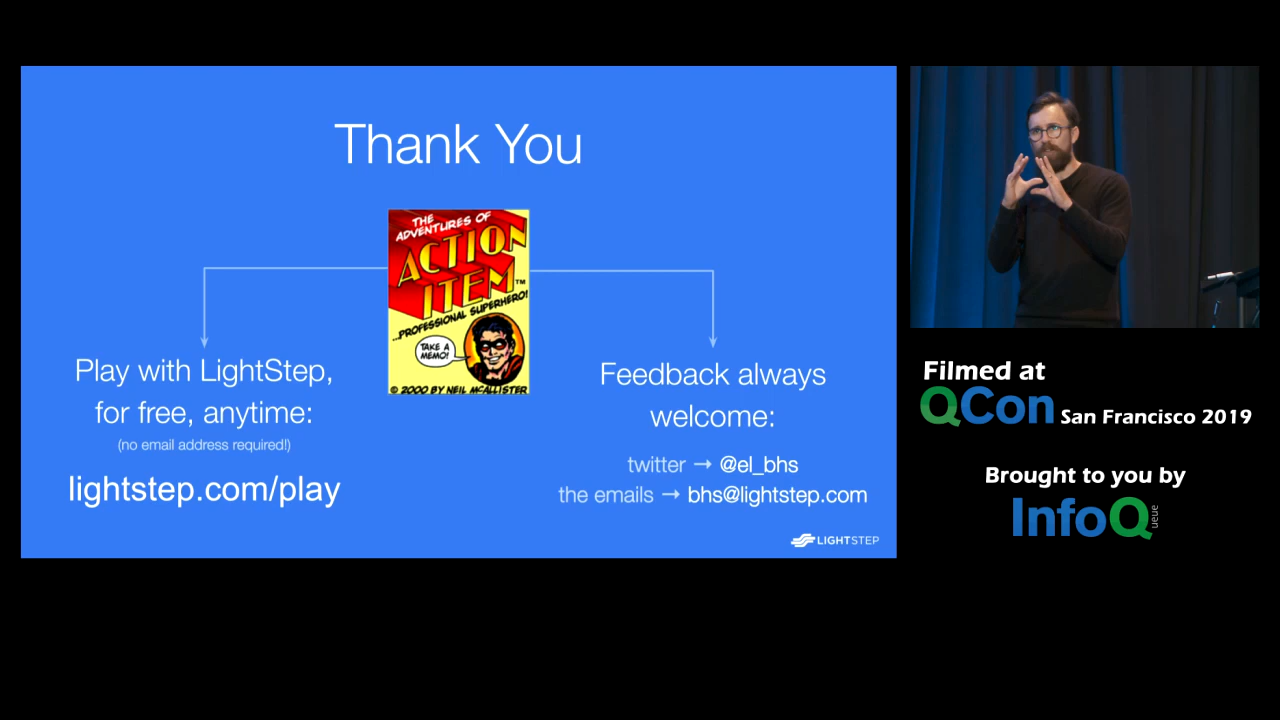 Thank You
THE
ADVENTURES OF
ACTION
ITEM™
...PROFESSIONAL SUPERHERO!
TAKE A
MEMO!
© 2000 BY NEIL MCALLISTER
Play with LightStep,
for free, anytime:
(no email address required!)
lightstep.com/play
Feedback always
welcome:
twitter → @el_bhs
the emails → bhs@lightstep.com
LIGHTSTEP
Filmed at
QCon San Francisco 2019
Brought to you by
InfoQ ueue